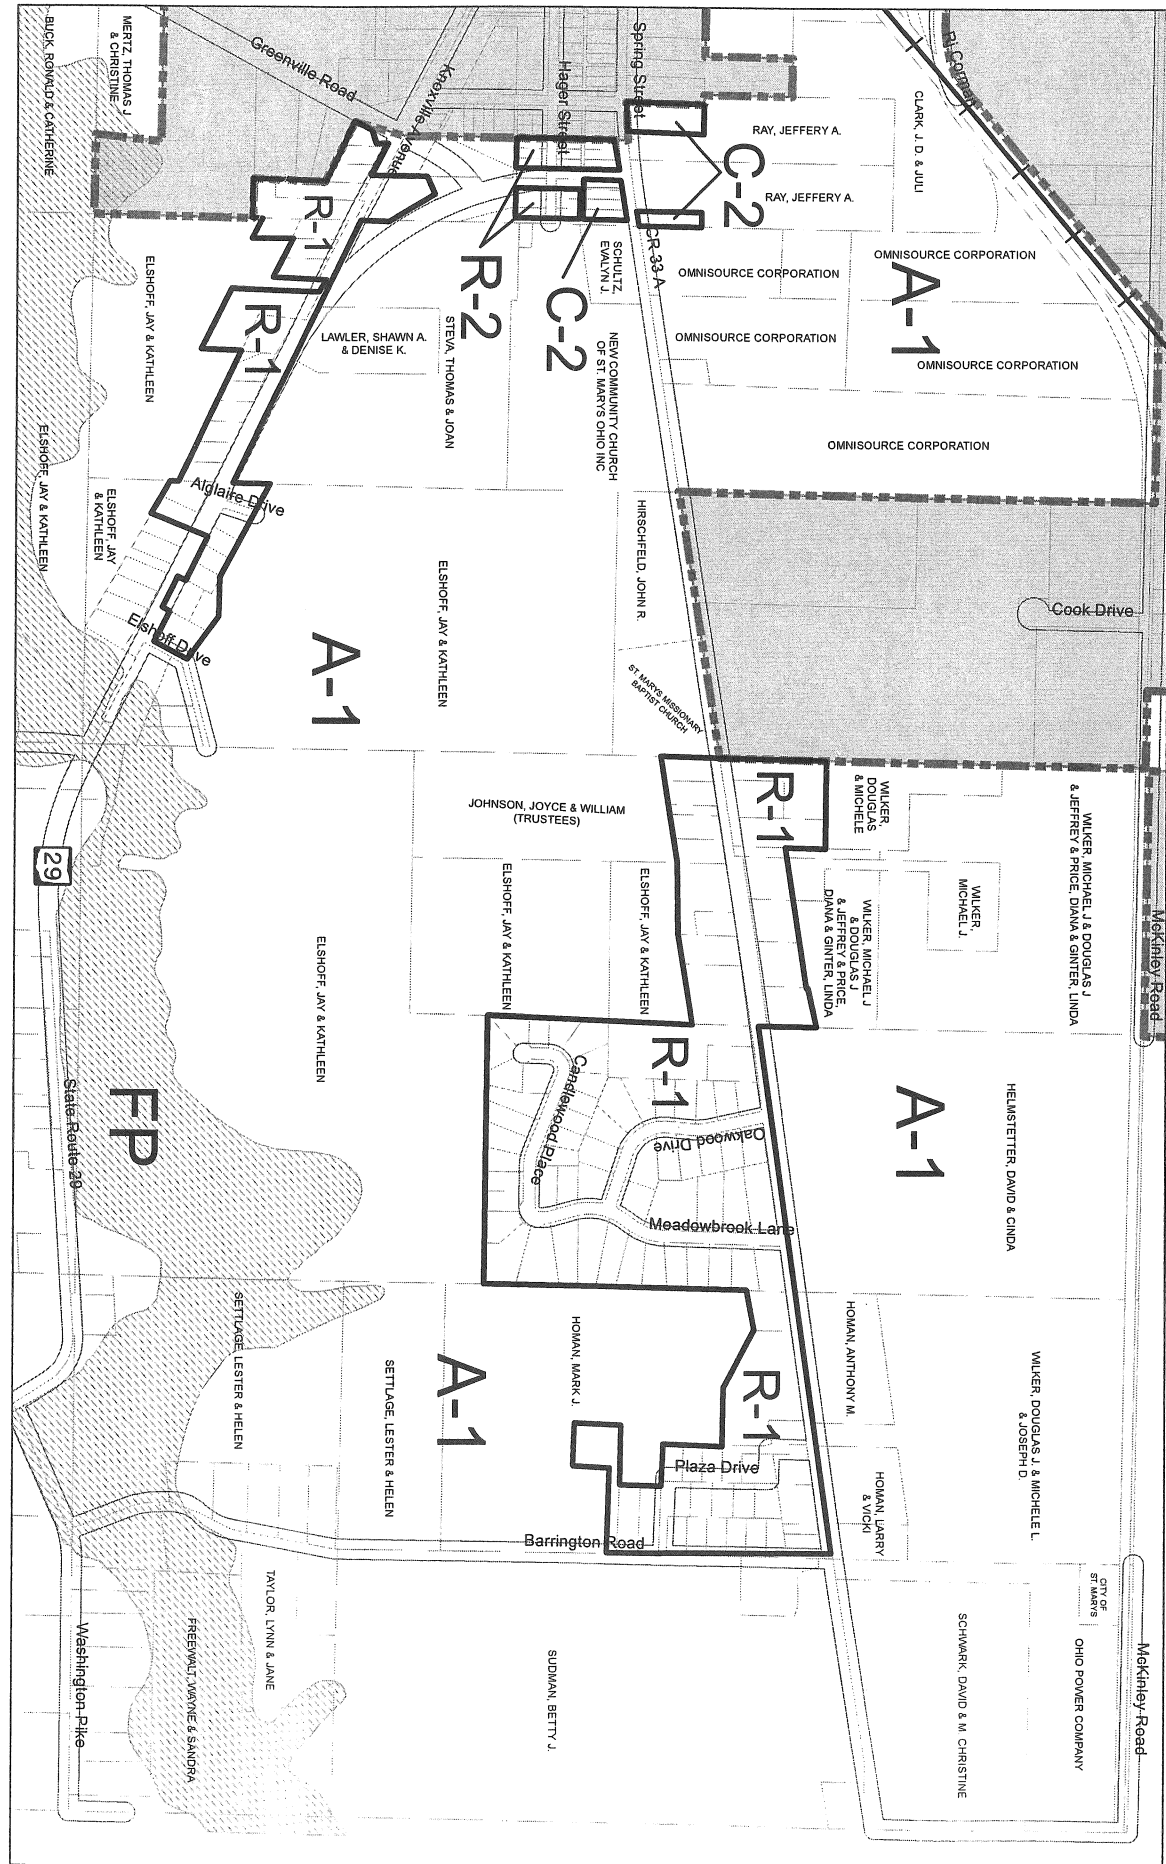 BUCK, RONALD & CATHERINE
MERTZ, THOMAS J
& CHRISTINE
Greenville Road
Knoxville Avenue
Hager Street
Spring Street
Rj Corman
CLARK, J. D. & JULI
RAY, JEFFERY A.
C-2
RAY, JEFFERY A.
R-1
R-2
C-2
CR 33 A
SCHULTZ,
EVALYN J.
OMNISOURCE CORPORATION
OMNISOURCE CORPORATION
A-1
OMNISOURCE CORPORATION
OMNISOURCE CORPORATION
OMNISOURCE CORPORATION
ELSHOFF, JAY & KATHLEEN
R-1
LAWLER, SHAWN A.
& DENISE K.
STEVA, THOMAS & JOAN
NEW COMMUNITY CHURCH
OF ST. MARYS OHIO INC
ELSHOFF, JAY & KATHLEEN
ELSHOFF, JAY
& KATHLEEN
Alglaire Drive
HIRSCHFELD, JOHN R.
Cook Drive
Elshoff Drive
A-1
ELSHOFF, JAY & KATHLEEN
ST. MARYS MISSIONARY
BAPTIST CHURCH
JOHNSON, JOYCE & WILLIAM
(TRUSTEES)
R-1
WILKER,
DOUGLAS
& MICHELE
WILKER, MICHAEL J & DOUGLAS J
& JEFFREY & PRICE, DIANA & GINTER, LINDA
29
ELSHOFF, JAY & KATHLEEN
ELSHOFF, JAY & KATHLEEN
ELSHOFF, JAY & KATHLEEN
WILKER, MICHAEL J
& DOUGLAS J
& JEFFREY & PRICE,
DIANA & GINTER, LINDA
WILKER,
MICHAEL J.
McKinley Road
State Route 29
FP
Candlewood Place
R-1
Oakwood Drive
Meadowbrook Lane
A-1
HELMSTETTER, DAVID & CINDA
SETTLAGE, LESTER & HELEN
SETTLAGE, LESTER & HELEN
A-1
HOMAN, MARK J.
R-1
HOMAN, ANTHONY M.
WILKER, DOUGLAS J. & MICHELE L.
& JOSEPH D.
Plaza Drive
HOMAN, LARRY
& VICKI
Barrington Road
Washington Pike
FREEWALT, WAYNE & SANDRA
TAYLOR, LYNN & JANE
SUDMAN, BETTY J.
SCHWARK, DAVID & M. CHRISTINE
CITY OF
ST. MARYS
OHIO POWER COMPANY
McKinley Road